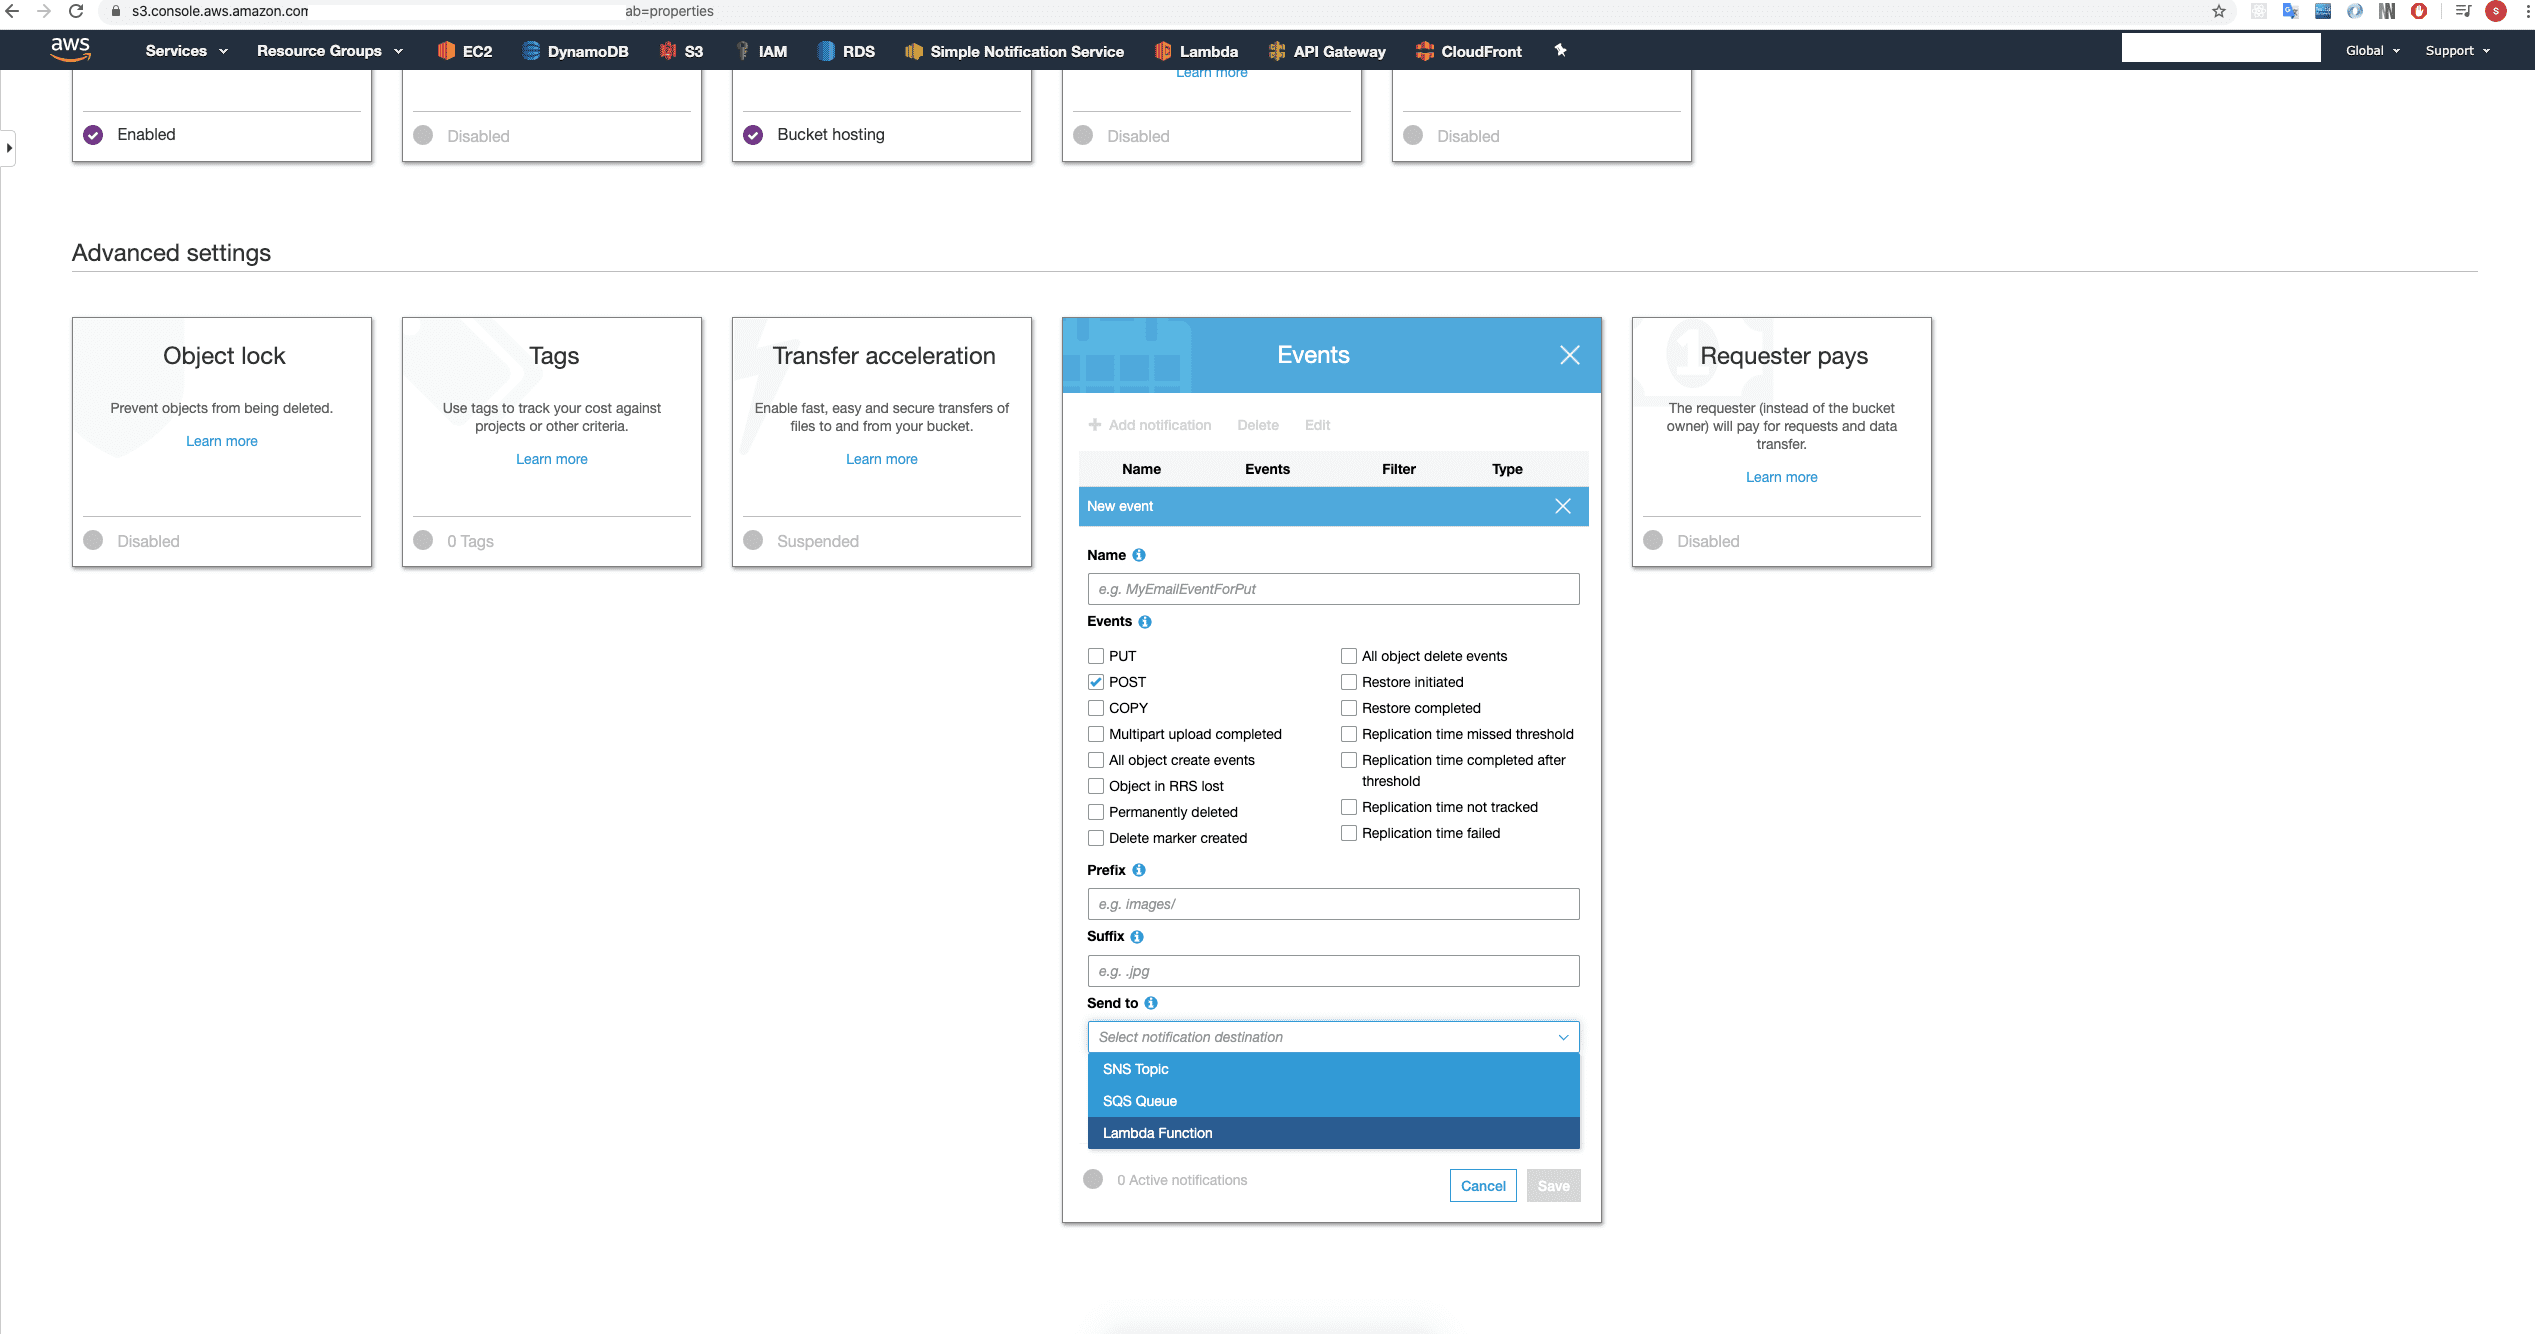 s3.console.aws.amazon.com
ab=properties
S
aws
Services
Resource Groups
EC2
DynamoDB
S3
IAM
RDS
Simple Notification Service
Lambda
API Gateway
CloudFront
Global
Support
Learn more
Enabled
Disabled
Bucket hosting
Disabled
Disabled
Advanced settings
Object lock
Prevent objects from being deleted.
Learn more
Disabled
Tags
Use tags to track your cost against
projects or other criteria.
Learn more
0 Tags
Transfer acceleration
Enable fast, easy and secure transfers of
files to and from your bucket.
Learn more
Suspended
Events
Add notification
Delete
Edit
Name
Events
Filter
Type
New event
Name
e.g. MyEmailEventForPut
Events
PUT
POST
COPY
Multipart upload completed
All object create events
Object in RRS lost
Permanently deleted
Delete marker created
All object delete events
Restore initiated
Restore completed
Replication time missed threshold
Replication time completed after
threshold
Replication time not tracked
Replication time failed
Prefix
e.g. images/
Suffix
e.g. .jpg
Send to
Select notification destination
SNS Topic
SQS Queue
Lambda Function
0 Active notifications
Cancel
Save
Requester pays
The requester (instead of the bucket
owner) will pay for requests and data
transfer.
Learn more
Disabled